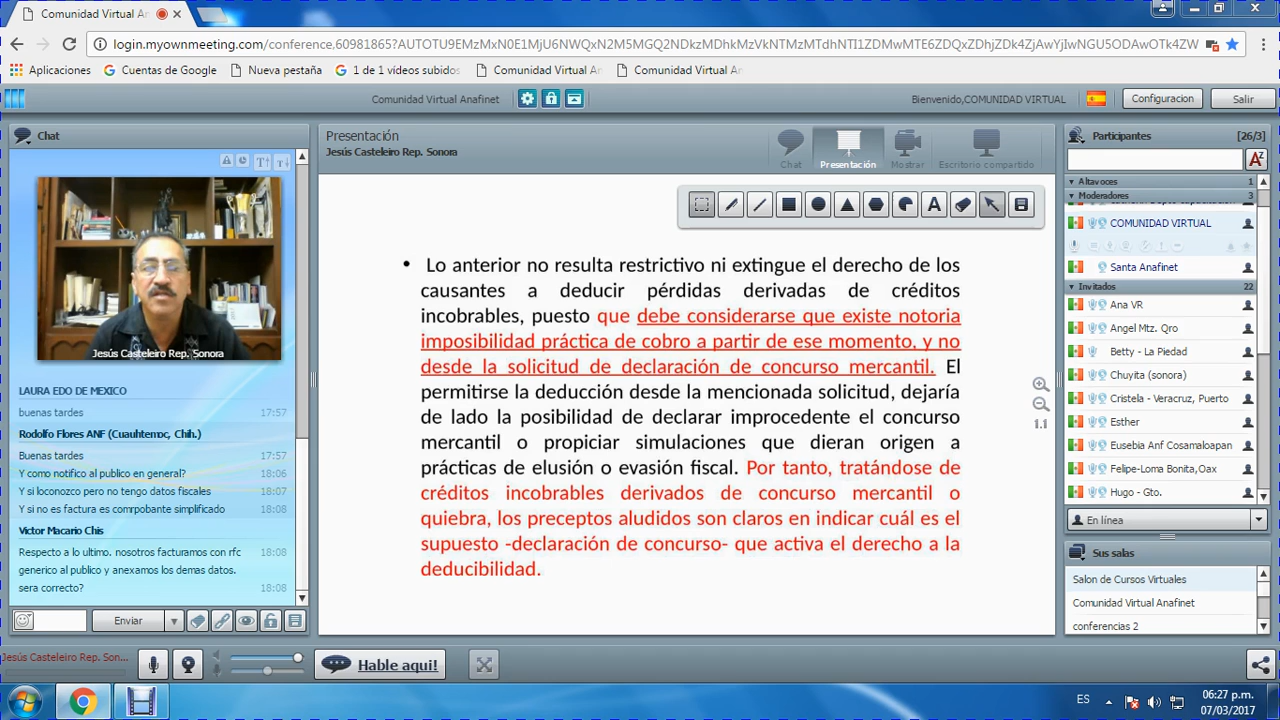 Comunidad Virtual An
login.myownmeeting.com/conference,60981865?
Aplicaciones
Cuentas de Google
Nueva pestaña
1 de 1 vídeos subidos
Comunidad Virtual An
Comunidad Virtual An
Comunidad Virtual Anafinet
Bienvenido,COMUNIDAD VIRTUAL
Configuracion
Salir
Chat
Jesús Casteleiro Rep. Sonora
LAURA EDO DE MEXICO
buenas tardes 17:57
Rodolfo Flores ANF (Cuauhtemoc, Chih.)
Buenas tardes 17:57
Y como notifico al publico en general? 18:06
Y si loconozco pero no tengo datos fiscales 18:07
Y si no es factura es comrpobante simplificado 18:08
Victor Macario Chis
Respecto a lo ultimo. nosotros facturamos con rfc 18:08
generico al publico y anexamos los demas datos.
sera correcto? 18:08
Enviar
Jesús Casteleiro Rep. Son...
Hable aqui!
Presentación
Jesús Casteleiro Rep. Sonora
Chat
Presentación
Mostrar
Escritorio compartido
A
• Lo anterior no resulta restrictivo ni extingue el derecho de los
causantes a deducir pérdidas derivadas de créditos
incobrables, puesto que debe considerarse que existe notoria
imposibilidad práctica de cobro a partir de ese momento, y no
desde la solicitud de declaración de concurso mercantil. El
permitirse la deducción desde la mencionada solicitud, dejaría
de lado la posibilidad de declarar improcedente el concurso
mercantil o propiciar simulaciones que dieran origen a
prácticas de elusión o evasión fiscal. Por tanto, tratándose de
créditos incobrables derivados de concurso mercantil o
quiebra, los preceptos aludidos son claros en indicar cuál es el
supuesto -declaración de concurso- que activa el derecho a la
deducibilidad.
1.1
Participantes [26/3]
Altavoces 1
Moderadores 3
COMUNIDAD VIRTUAL
Santa Anafinet
Invitados 22
Ana VR
Angel Mtz. Qro
Betty - La Piedad
Chuyita (sonora)
Cristela - Veracruz, Puerto
Esther
Eusebia Anf Cosamaloapan
Felipe-Loma Bonita,Oax
Hugo - Gto.
En línea
Sus salas
Salon de Cursos Virtuales
Comunidad Virtual Anafinet
conferencias 2
ES
06:27 p.m.
07/03/2017